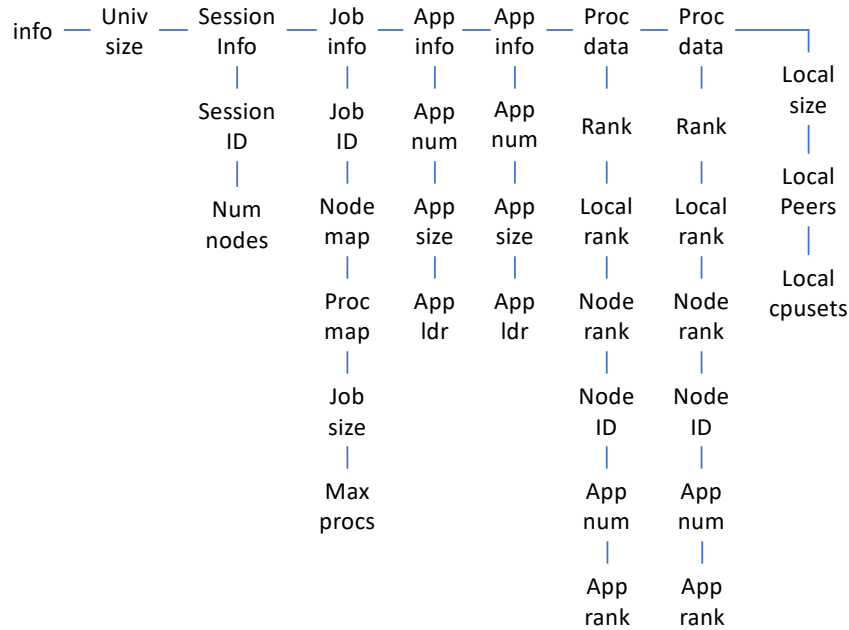 info
Univ
size
Session
Info
Session
ID
Num
nodes
Job
info
Job
ID
Node
map
Proc
map
Job
size
Max
procs
App
info
App
num
App
size
App
ldr
App
info
App
num
App
size
App
ldr
Proc
data
Rank
Local
rank
Node
rank
Node
ID
App
num
App
rank
Proc
data
Rank
Local
rank
Node
rank
Node
ID
App
num
App
rank
Local
size
Local
Peers
Local
cpusets